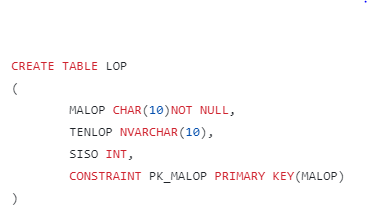 CREATE TABLE LOP
(
MALOP CHAR(10)NOT NULL,
TENLOP NVARCHAR(10),
SISO INT,
CONSTRAINT PK_MALOP PRIMARY KEY(MALOP)
)